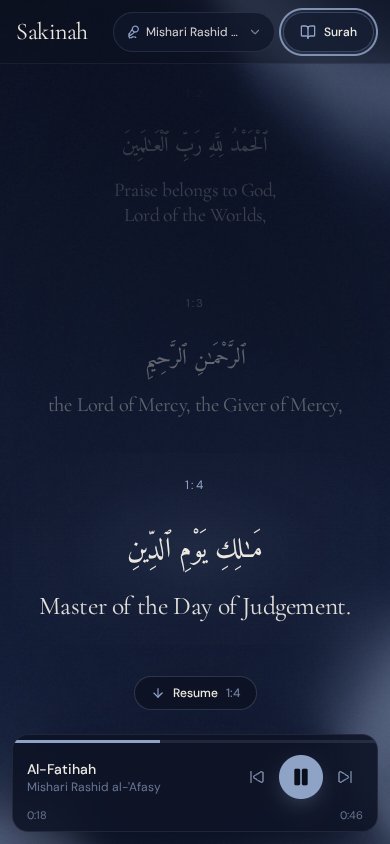 Sakinah
Mishari Rashid ...
Surah
1:2
ٱلْحَمْدُ لِلَّهِ رَبِّ ٱلْعَـٰلَمِينَ
Praise belongs to God,
Lord of the Worlds,
1:3
ٱلرَّحْمَـٰنِ ٱلرَّحِيمِ
the Lord of Mercy, the Giver of Mercy,
1:4
مَـٰلِكِ يَوْمِ ٱلدِّينِ
Master of the Day of Judgement.
Resume 1:4
Al-Fatihah
Mishari Rashid al-'Afasy
0:18
0:46